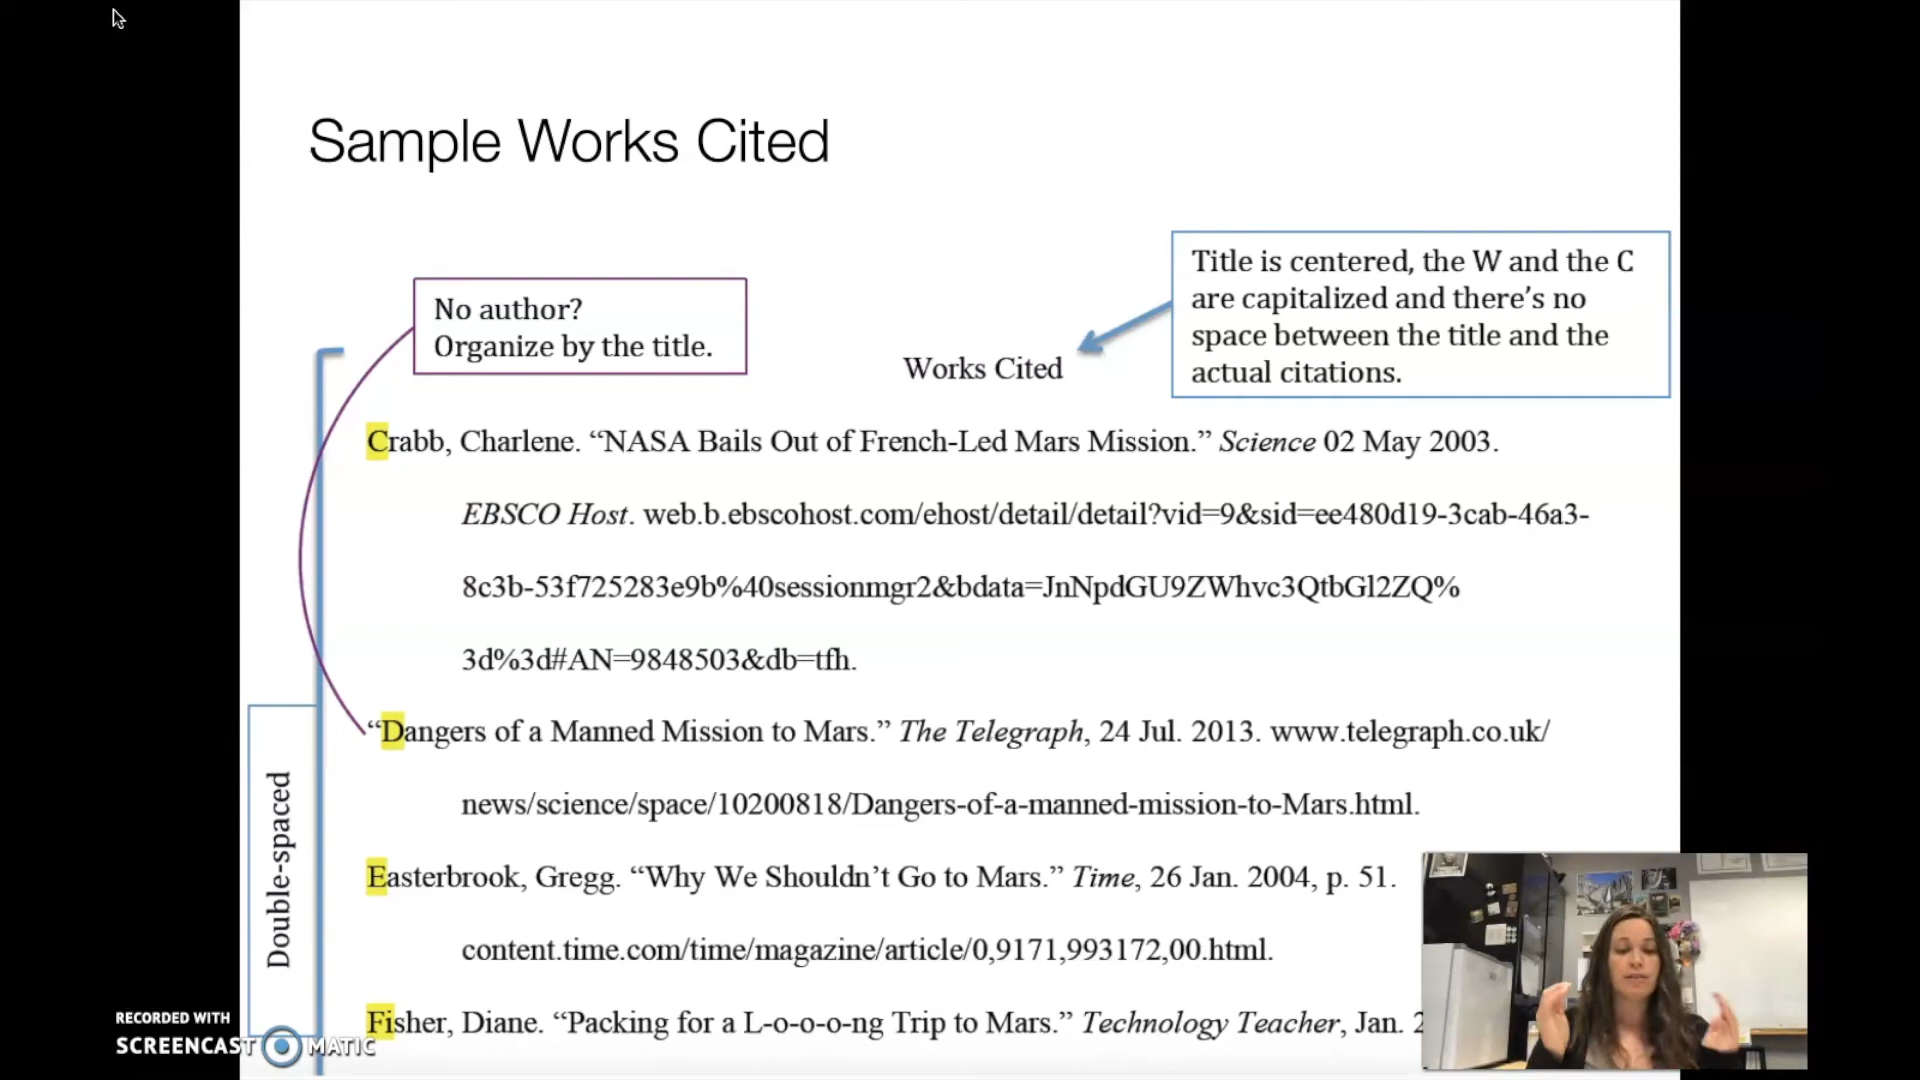 Sample Works Cited
No author?
Organize by the title.
Title is centered, the W and the C
are capitalized and there’s no
space between the title and the
actual citations.
Works Cited
Crabb, Charlene. “NASA Bails Out of French-Led Mars Mission.” Science 02 May 2003.
EBSCO Host. web.b.ebscohost.com/ehost/detail/detail?vid=9&sid=ee480d19-3cab-46a3-
8c3b-53f725283e9b%40sessionmgr2&bdata=JnNpdGU9ZWhvc3QtbGl2ZQ%
3d%3d#AN=9848503&db=tfh.
“Dangers of a Manned Mission to Mars.” The Telegraph, 24 Jul. 2013. www.telegraph.co.uk/
news/science/space/10200818/Dangers-of-a-manned-mission-to-Mars.html.
Easterbrook, Gregg. “Why We Shouldn’t Go to Mars.” Time, 26 Jan. 2004, p. 51.
content.time.com/time/magazine/article/0,9171,993172,00.html.
Fisher, Diane. “Packing for a L-o-o-o-ng Trip to Mars.” Technology Teacher, Jan. 2
Double-spaced
RECORDED WITH
SCREENCAST MATIC